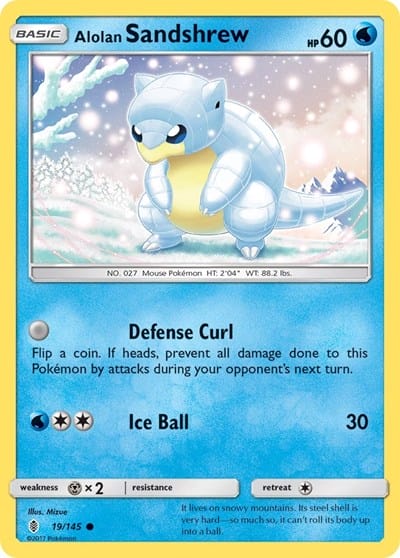 BASIC Alolan Sandshrew HP 60
NO. 027 Mouse Pokémon HT: 2'04" WT: 88.2 lbs.
Defense Curl
Flip a coin. If heads, prevent all damage done to this
Pokémon by attacks during your opponent's next turn.
Ice Ball 30
weakness ×2 resistance retreat
Illus. Mizue
19/145
©2017 Pokémon
It lives on snowy mountains. Its steel shell is
very hard—so much so, it can't roll its body up
into a ball.